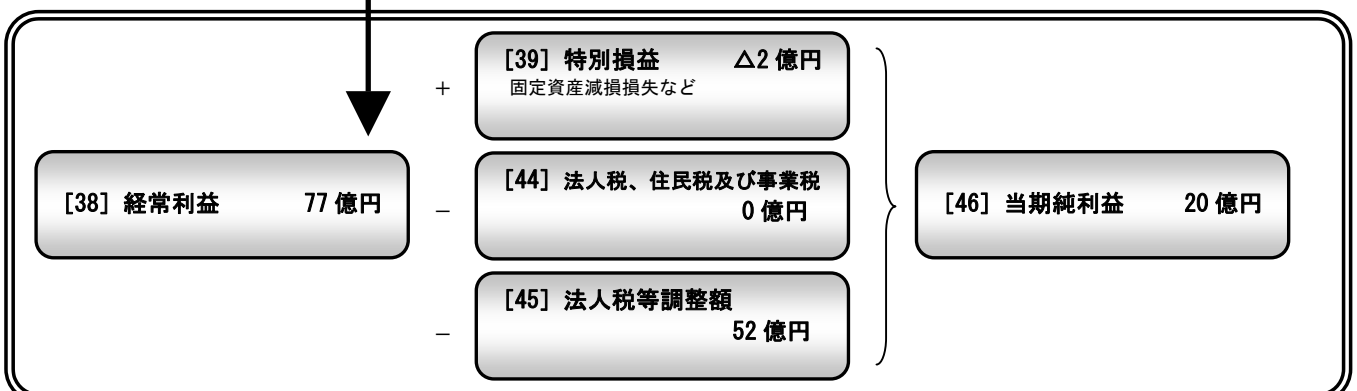 [39] 特別損益 △2 億円
+ 固定資産減損損失など
[38] 経常利益 77 億円
− [44] 法人税、住民税及び事業税
0 億円
[46] 当期純利益 20 億円
[45] 法人税等調整額
− 52 億円